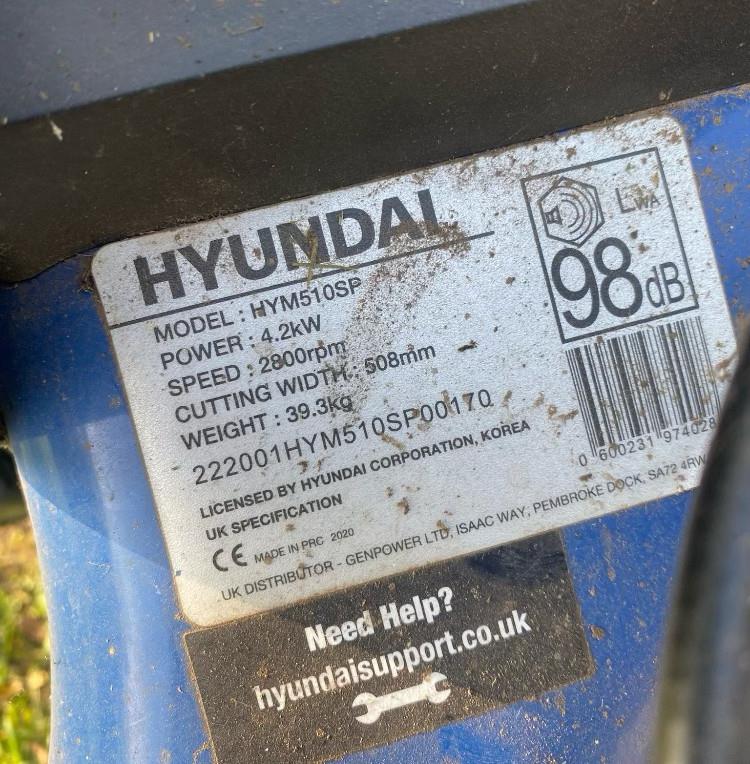 HYUNDAI
MODEL : HYM510SP
POWER : 4.2kW
SPEED : 2800rpm
CUTTING WIDTH : 508mm
WEIGHT : 39.3kg
222001HYM510SP00170
LICENSED BY HYUNDAI CORPORATION, KOREA
UK SPECIFICATION
CE MADE IN PRC 2020
UK DISTRIBUTOR - GENPOWER LTD, ISAAC WAY, PEMBROKE DOCK, SA72 4RW
LWA
98dB
0 600231 974028
Need Help?
hyundaisupport.co.uk